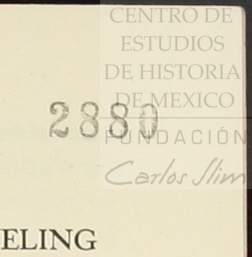 CENTRO DE
ESTUDIOS
DE HISTORIA
DE MEXICO
FUNDACIÓN
Carlos Slim
2880
ELING